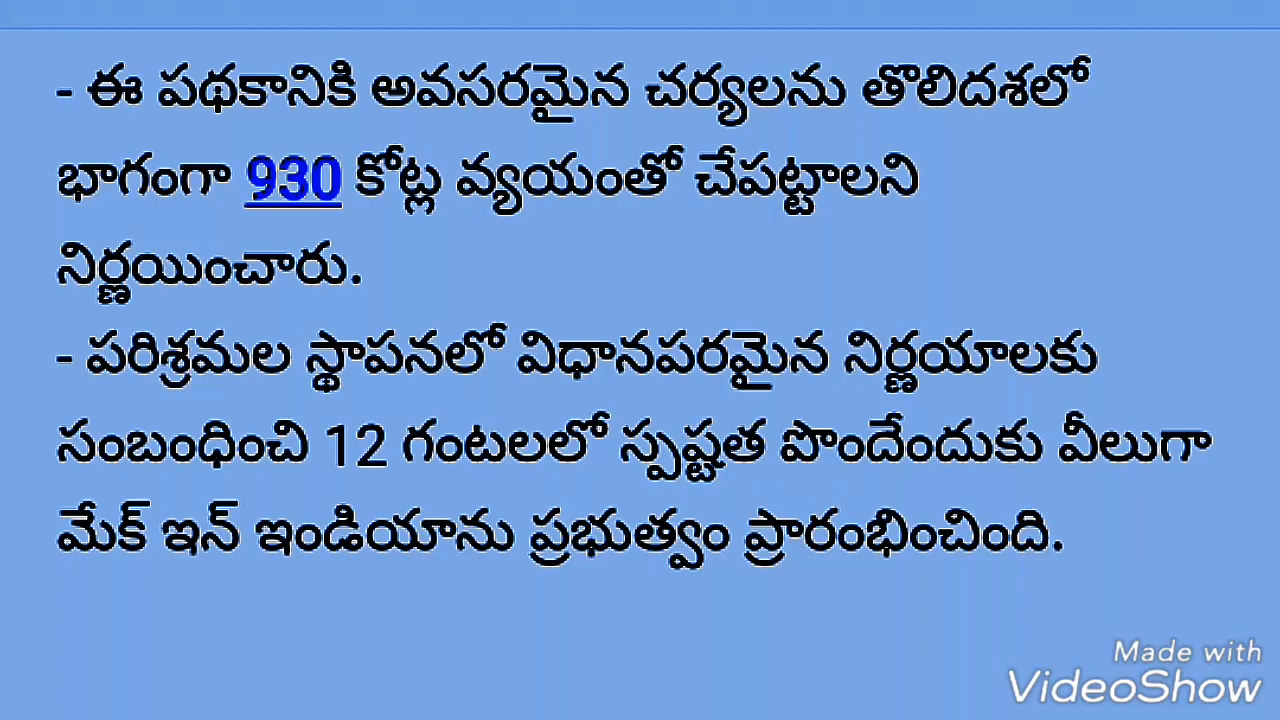 - ఈ పథకానికి అవసరమైన చర్యలను తొలిదశలో
భాగంగా 930 కోట్ల వ్యయంతో చేపట్టాలని
నిర్ణయించారు.
- పరిశ్రమల స్థాపనలో విధానపరమైన నిర్ణయాలకు
సంబంధించి 12 గంటలలో స్పష్టత పొందేందుకు వీలుగా
మేక్ ఇన్ ఇండియాను ప్రభుత్వం ప్రారంభించింది.
Made with
VideoShow